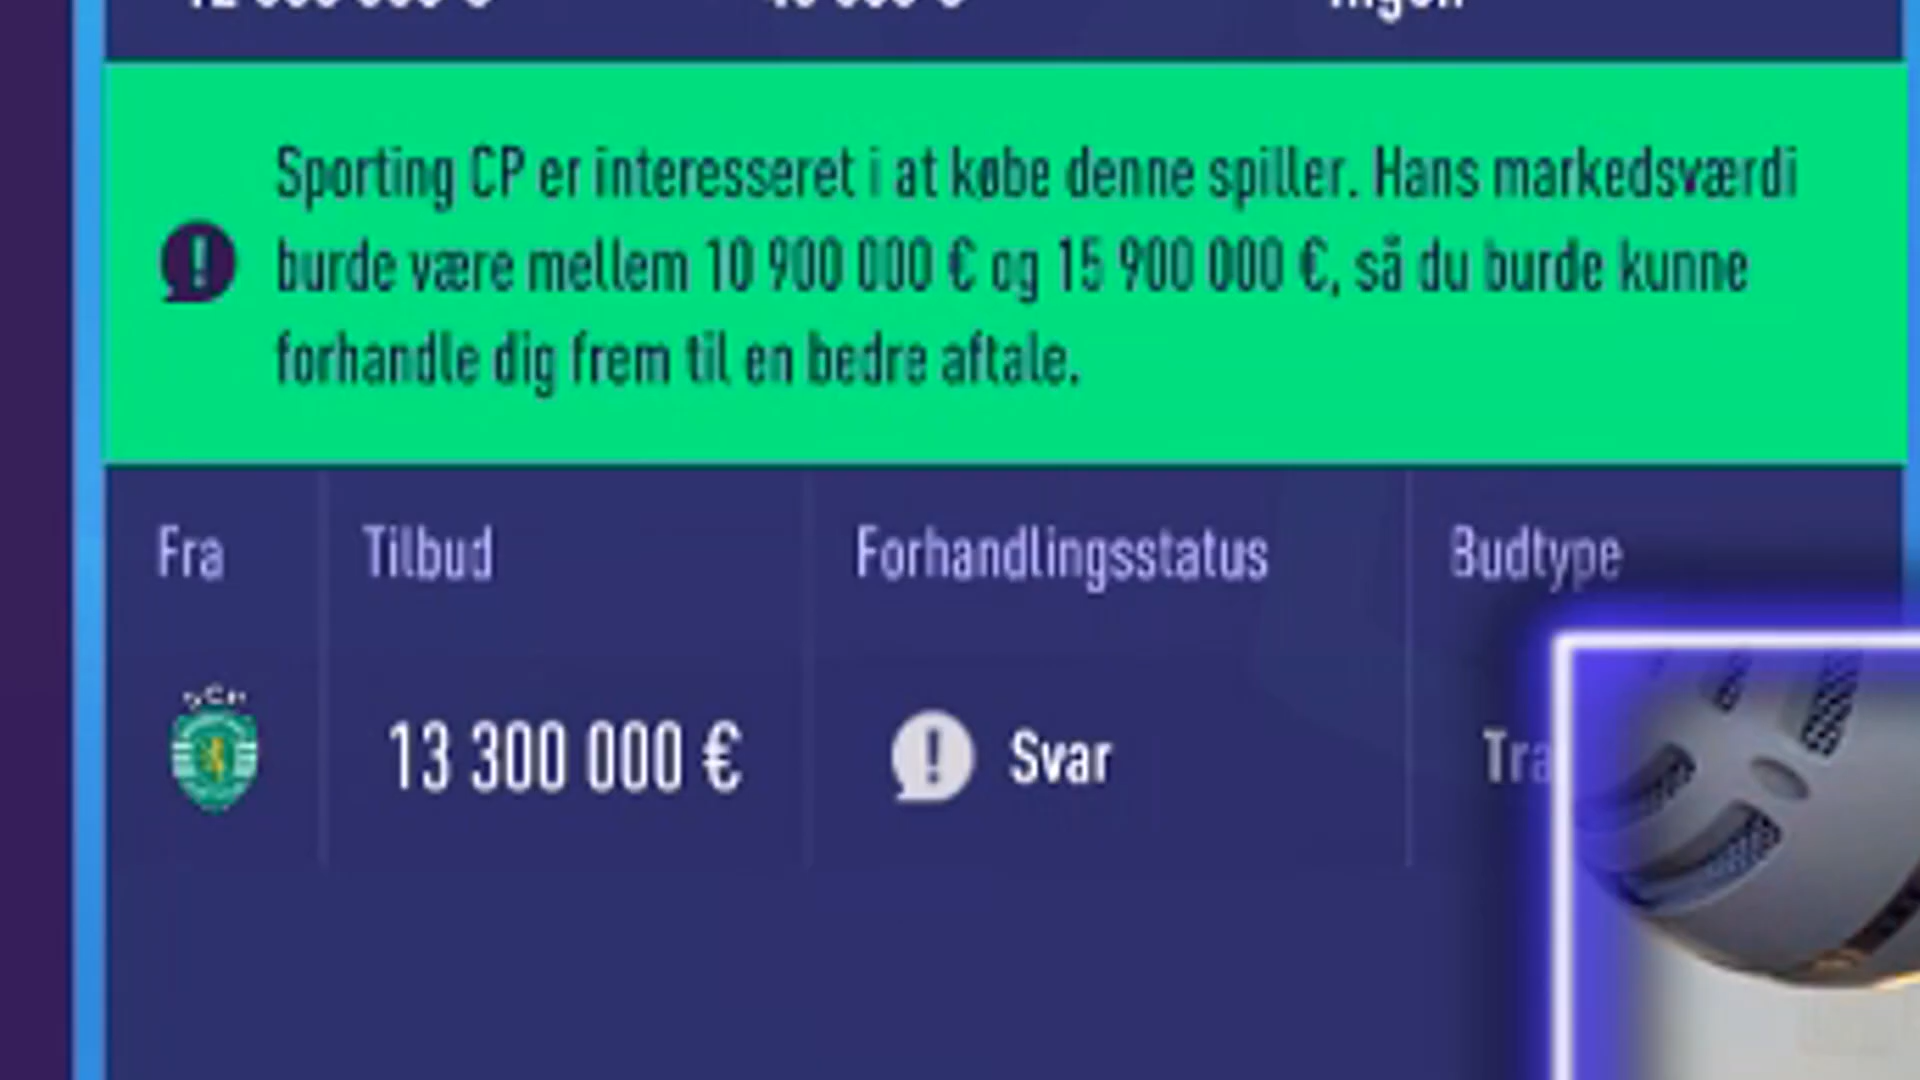 Sporting CP er interesseret i at købe denne spiller. Hans markedsværdi
burde være mellem 10 900 000 € og 15 900 000 €, så du burde kunne
forhandle dig frem til en bedre aftale.
Fra Tilbud Forhandlingsstatus Budtype
13 300 000 € Svar